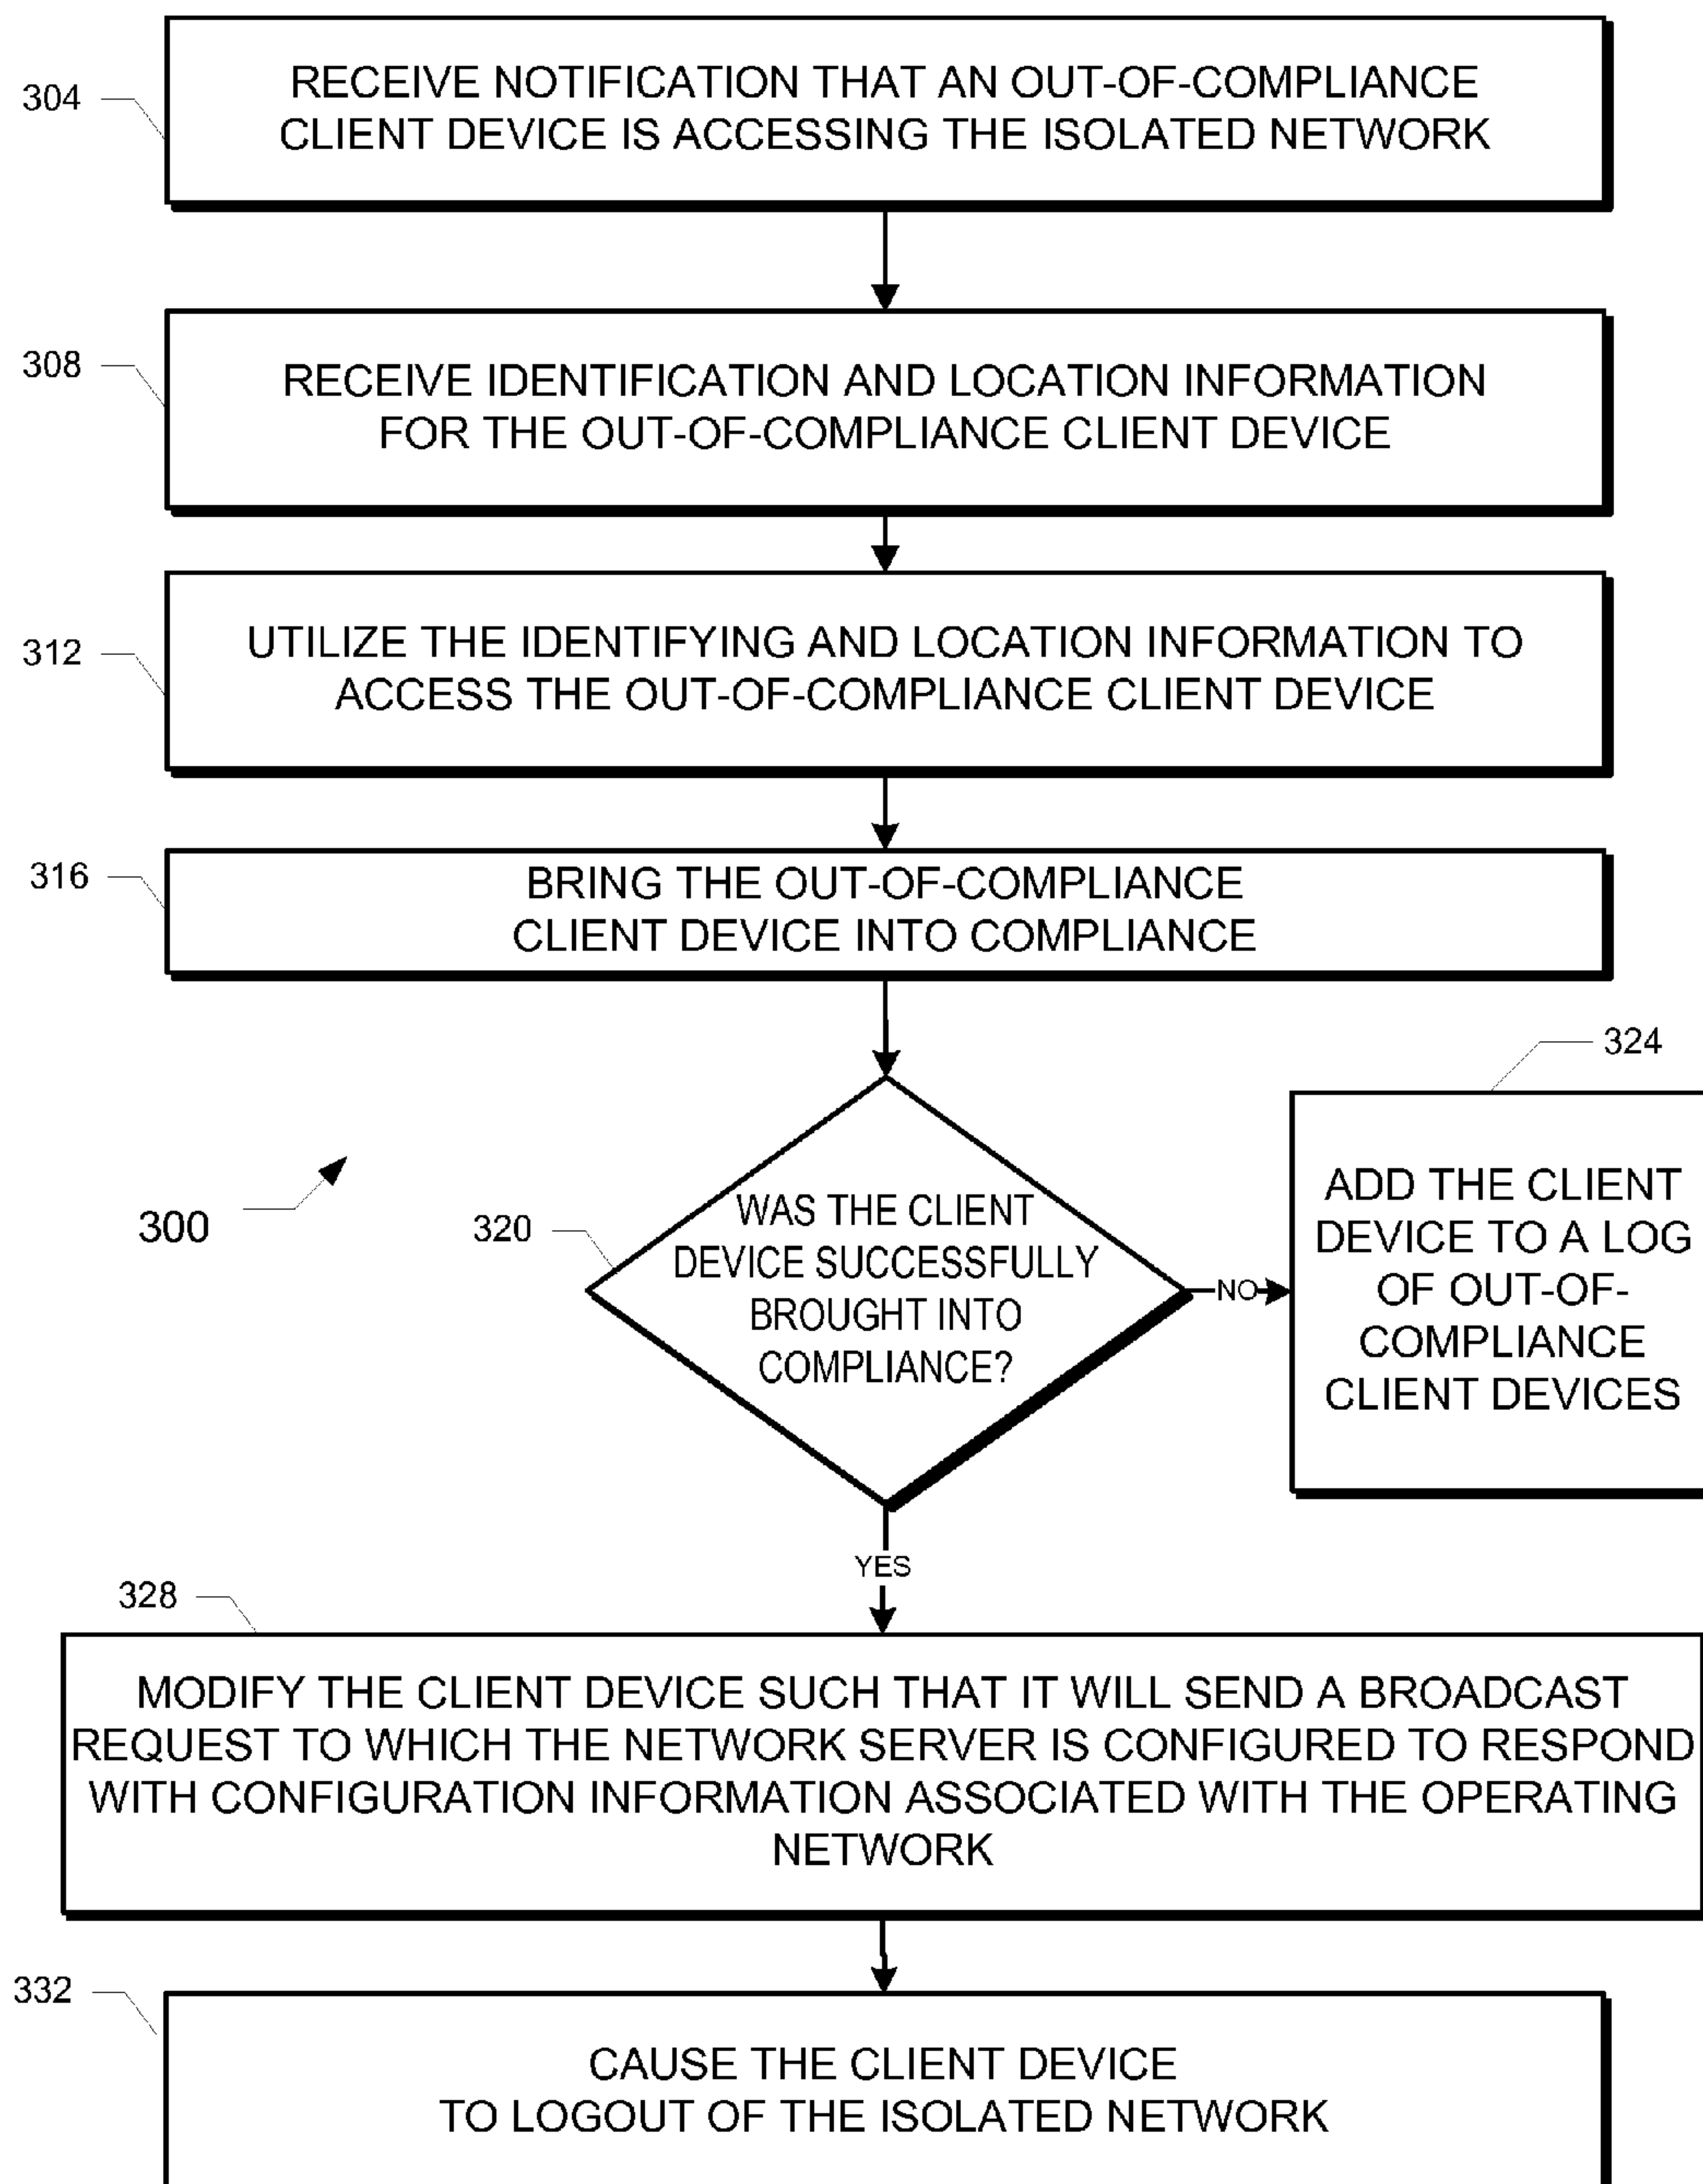 304
RECEIVE NOTIFICATION THAT AN OUT-OF-COMPLIANCE
CLIENT DEVICE IS ACCESSING THE ISOLATED NETWORK
308
RECEIVE IDENTIFICATION AND LOCATION INFORMATION
FOR THE OUT-OF-COMPLIANCE CLIENT DEVICE
312
UTILIZE THE IDENTIFYING AND LOCATION INFORMATION TO
ACCESS THE OUT-OF-COMPLIANCE CLIENT DEVICE
316
BRING THE OUT-OF-COMPLIANCE
CLIENT DEVICE INTO COMPLIANCE
300
320
WAS THE CLIENT
DEVICE SUCCESSFULLY
BROUGHT INTO
COMPLIANCE?
NO
324
ADD THE CLIENT
DEVICE TO A LOG
OF OUT-OF-
COMPLIANCE
CLIENT DEVICES
YES
328
MODIFY THE CLIENT DEVICE SUCH THAT IT WILL SEND A BROADCAST
REQUEST TO WHICH THE NETWORK SERVER IS CONFIGURED TO RESPOND
WITH CONFIGURATION INFORMATION ASSOCIATED WITH THE OPERATING
NETWORK
332
CAUSE THE CLIENT DEVICE
TO LOGOUT OF THE ISOLATED NETWORK